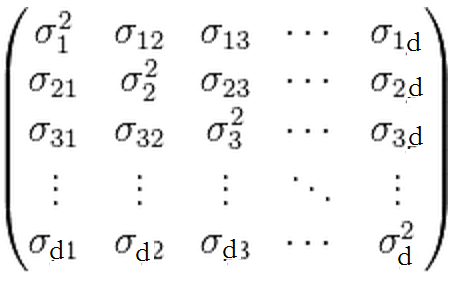 σ₁² σ₁₂ σ₁₃ ⋯ σ₁d
σ₂₁ σ₂² σ₂₃ ⋯ σ₂d
σ₃₁ σ₃₂ σ₃² ⋯ σ₃d
⋮ ⋮ ⋮ ⋱ ⋮
σd₁ σd₂ σd₃ ⋯ σd²